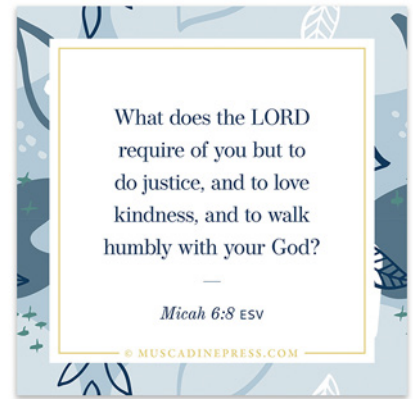 What does the LORD
require of you but to
do justice, and to love
kindness, and to walk
humbly with your God?
Micah 6:8 ESV
© MUSCADINEPRESS.COM